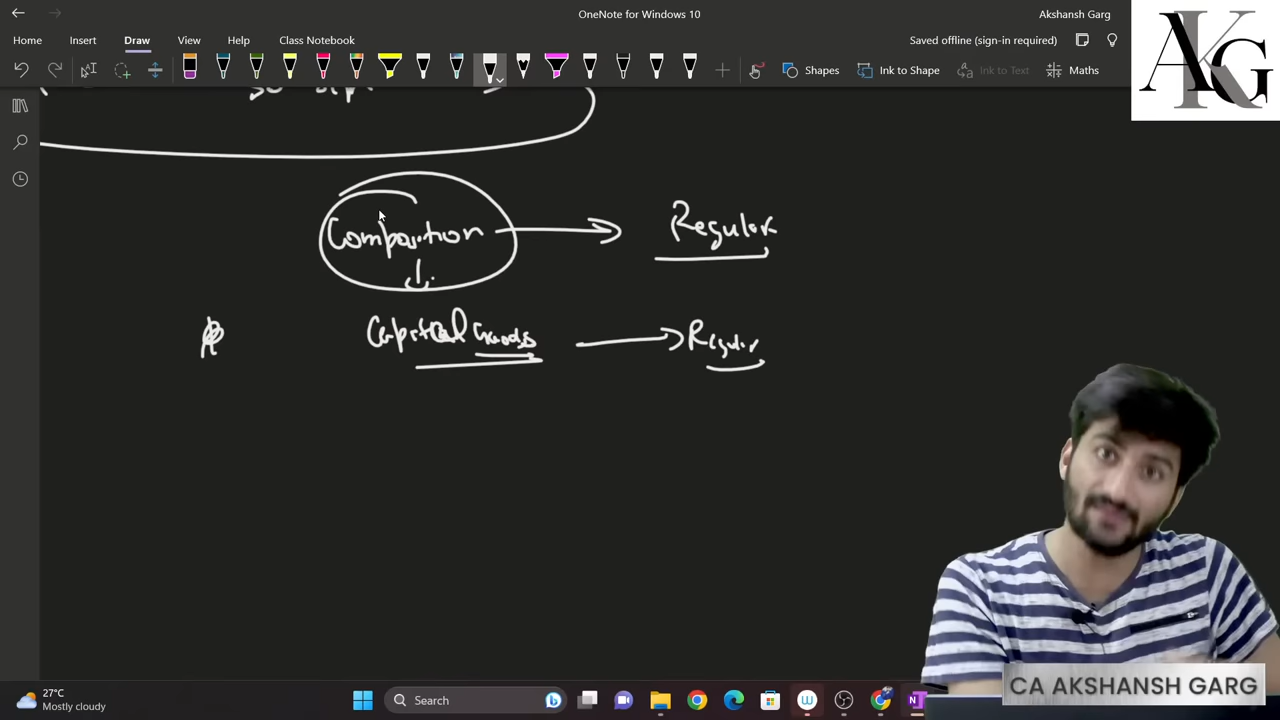 OneNote for Windows 10
Akshansh Garg
Home Insert Draw View Help Class Notebook
Saved offline (sign-in required)
Shapes Ink to Shape Ink to Text Maths
AKG
Composition Regular
Capital Goods Regular
CA AKSHANSH GARG
27°C
Mostly cloudy
Search